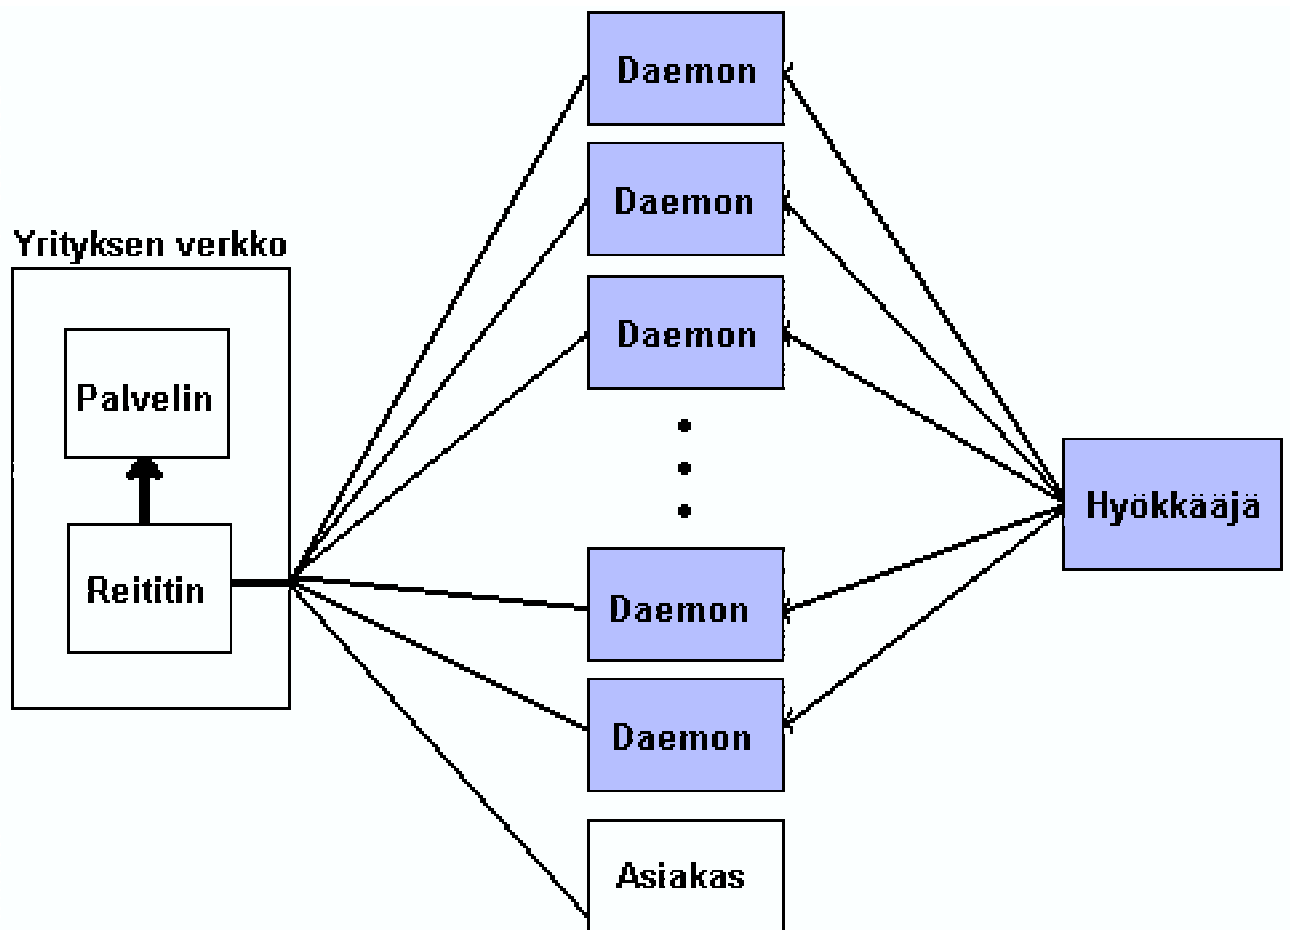 Daemon
Daemon
Yrityksen verkko
Daemon
Palvelin
Hyökkääjä
Reititin
Daemon
Daemon
Asiakas